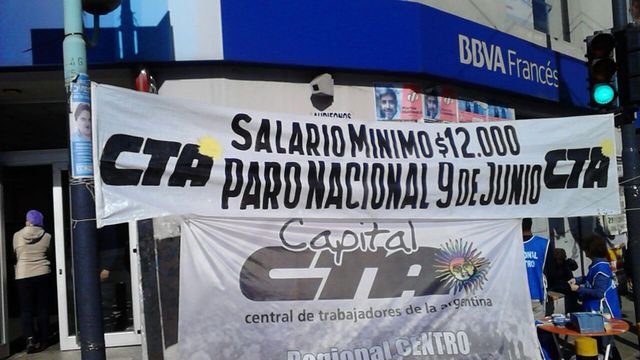 BBVA Francés
AUDIFONOS
CTA
SALARIO MINIMO $12.000
PARO NACIONAL 9 DE JUNIO
CTA
Capital
CTA
central de trabajadores de la argentina
Regional CENTRO